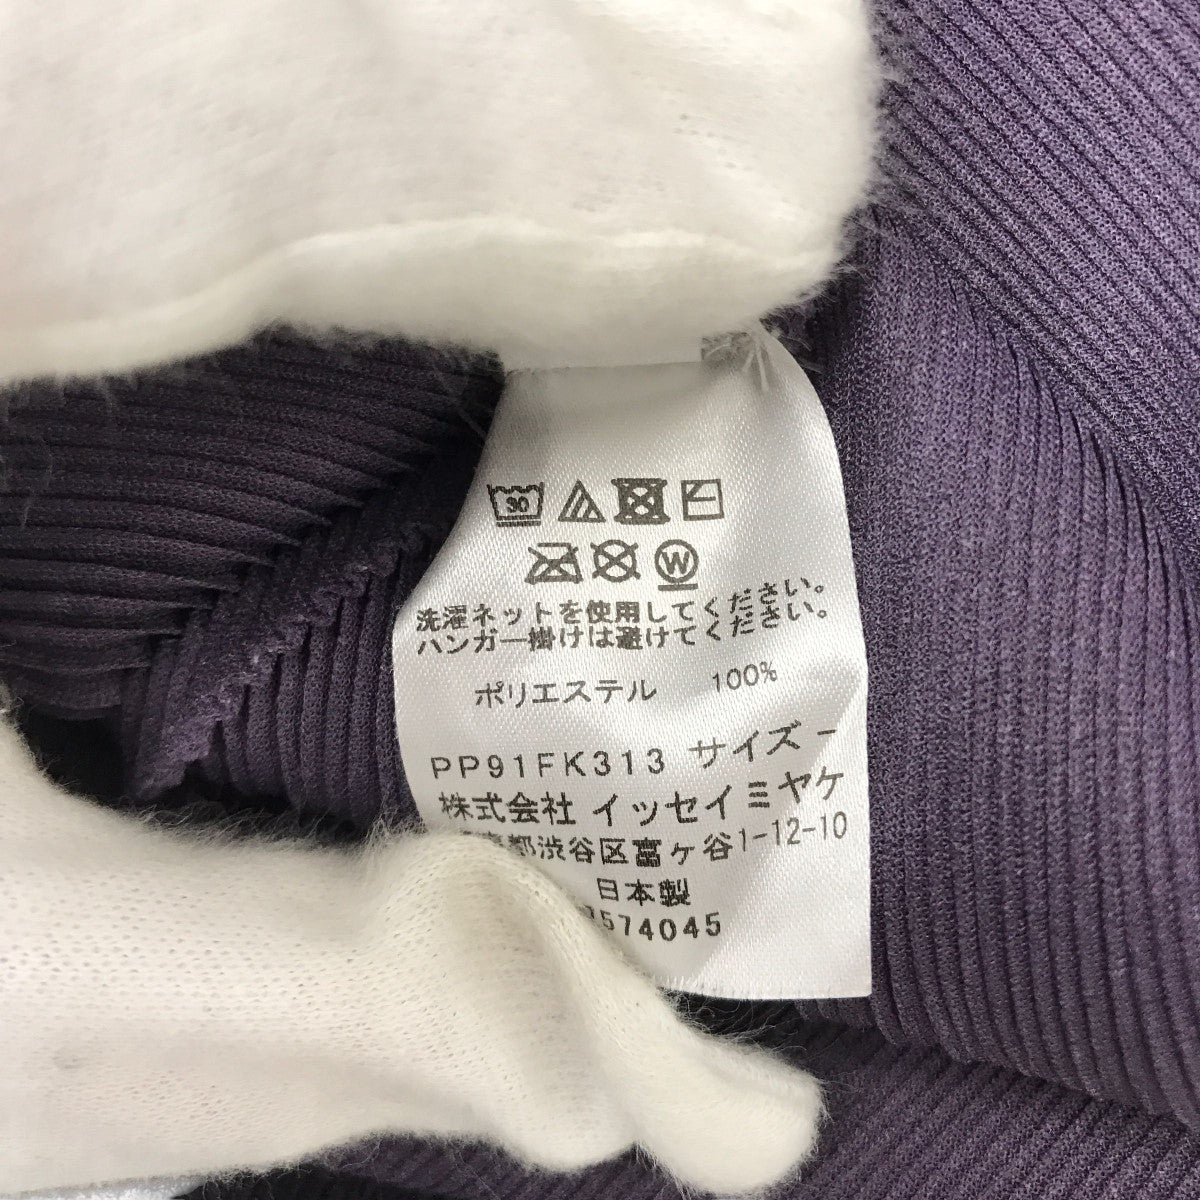 30
W
洗濯ネットを使用してください。
ハンガー掛けは避けてください。
ポリエステル 100%
PP91FK313 サイズ -
株式会社 イッセイミヤケ
都渋谷区富ヶ谷1-12-10
日本製
574045